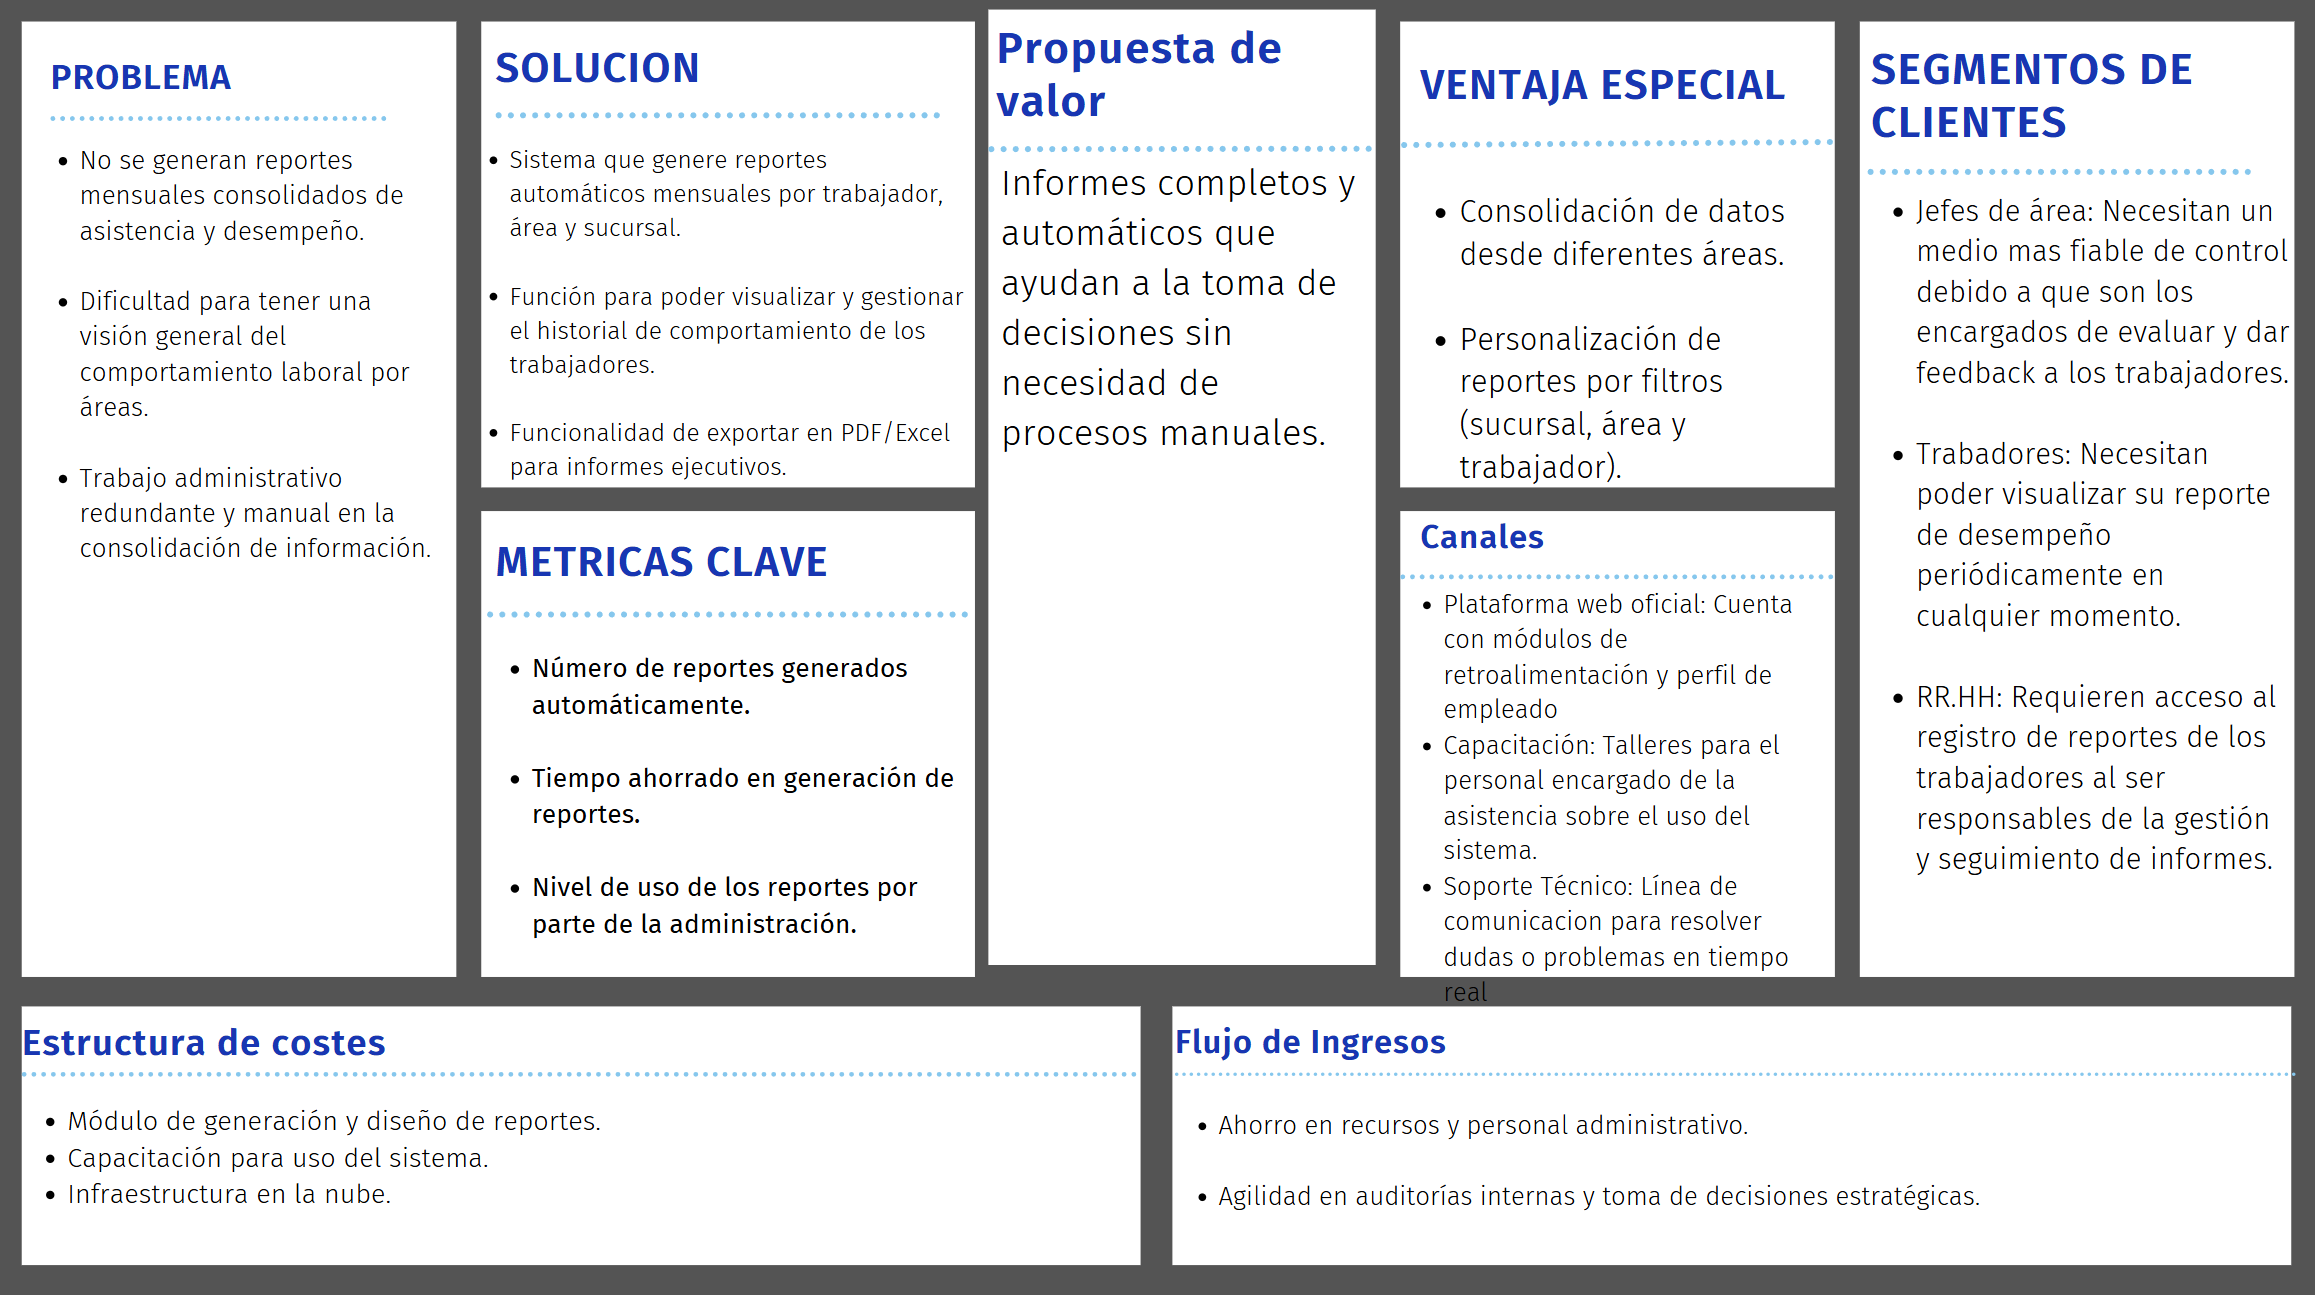 PROBLEMA
No se generan reportes
mensuales consolidados de
asistencia y desempeño.
Dificultad para tener una
visión general del
comportamiento laboral por
áreas.
Trabajo administrativo
redundante y manual en la
consolidación de información.
SOLUCION
Sistema que genere reportes
automáticos mensuales por trabajador,
área y sucursal.
Función para poder visualizar y gestionar
el historial de comportamiento de los
trabajadores.
Funcionalidad de exportar en PDF/Excel
para informes ejecutivos.
METRICAS CLAVE
Número de reportes generados
automáticamente.
Tiempo ahorrado en generación de
reportes.
Nivel de uso de los reportes por
parte de la administración.
Propuesta de
valor
Informes completos y
automáticos que
ayudan a la toma de
decisiones sin
necesidad de
procesos manuales.
VENTAJA ESPECIAL
Consolidación de datos
desde diferentes áreas.
Personalización de
reportes por filtros
(sucursal, área y
trabajador).
Canales
Plataforma web oficial: Cuenta
con módulos de
retroalimentación y perfil de
empleado
Capacitación: Talleres para el
personal encargado de la
asistencia sobre el uso del
sistema.
Soporte Técnico: Línea de
comunicacion para resolver
dudas o problemas en tiempo
real
SEGMENTOS DE
CLIENTES
Jefes de área: Necesitan un
medio mas fiable de control
debido a que son los
encargados de evaluar y dar
feedback a los trabajadores.
Trabadores: Necesitan
poder visualizar su reporte
de desempeño
periódicamente en
cualquier momento.
RR.HH: Requieren acceso al
registro de reportes de los
trabajadores al ser
responsables de la gestión
y seguimiento de informes.
Estructura de costes
Módulo de generación y diseño de reportes.
Capacitación para uso del sistema.
Infraestructura en la nube.
Flujo de Ingresos
Ahorro en recursos y personal administrativo.
Agilidad en auditorías internas y toma de decisiones estratégicas.